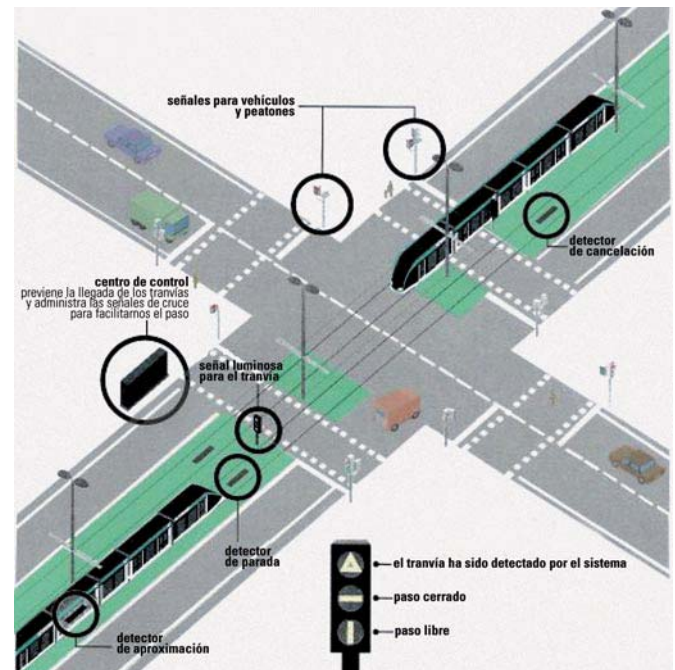 señales para vehículos
y peatones
detector
de cancelación
centro de control
previene la llegada de los tranvías
y administra las señales de cruce
para facilitarnos el paso
señal luminosa
para el tranvía
detector
de parada
el tranvía ha sido detectado por el sistema
paso cerrado
paso libre
detector
de aproximación